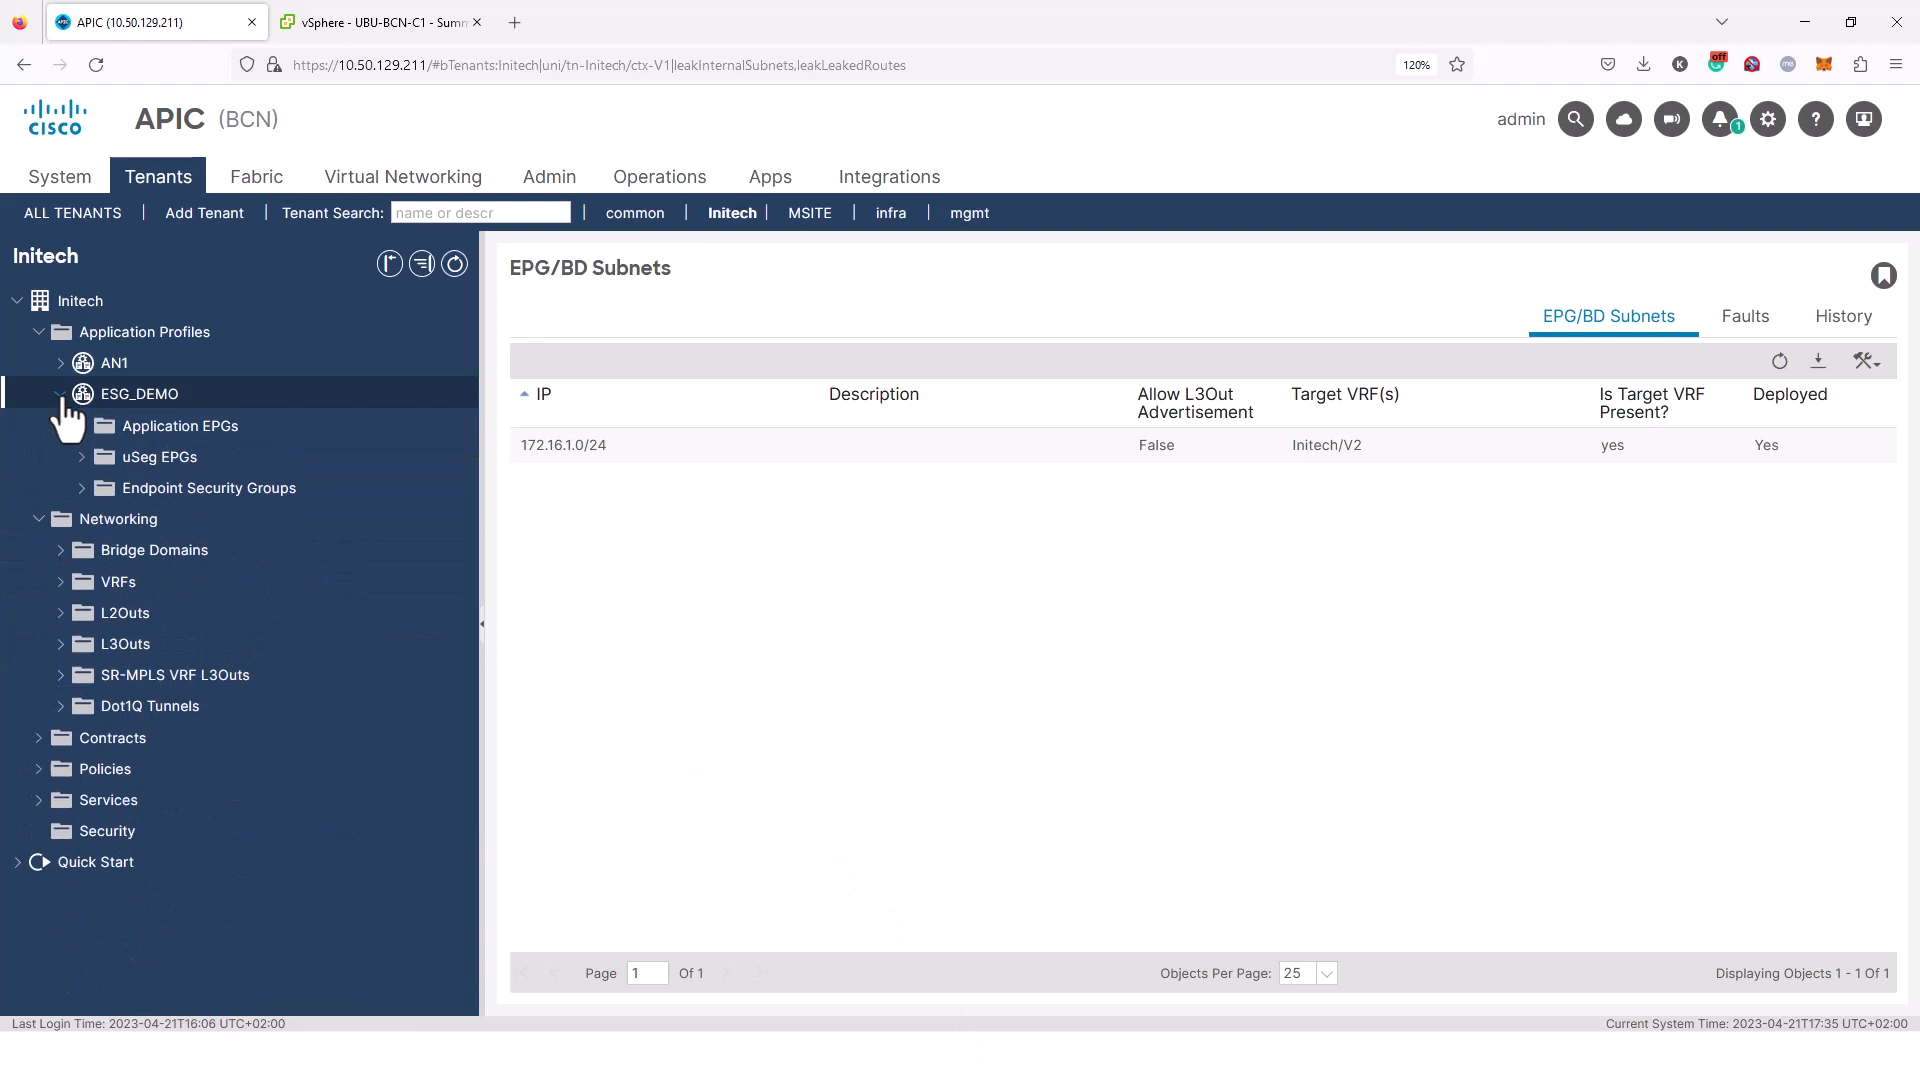 APIC (10.50.129.211)
vSphere - UBU-BCN-C1 - Summ
https://10.50.129.211/#bTenants:Initech|uni/tn-Initech/ctx-V1|leakInternalSubnets,leakLeakedRoutes
120%
K
off
CISCO
APIC (BCN)
admin
?
1
System
Tenants
Fabric
Virtual Networking
Admin
Operations
Apps
Integrations
ALL TENANTS | Add Tenant | Tenant Search: name or descr | common | Initech | MSITE | infra | mgmt
Initech
Initech
Application Profiles
AN1
ESG_DEMO
Application EPGs
uSeg EPGs
Endpoint Security Groups
Networking
Bridge Domains
VRFs
L2Outs
L3Outs
SR-MPLS VRF L3Outs
Dot1Q Tunnels
Contracts
Policies
Services
Security
Quick Start
EPG/BD Subnets
EPG/BD Subnets
Faults
History
IP
Description
Allow L3Out
Advertisement
Target VRF(s)
Is Target VRF
Present?
Deployed
172.16.1.0/24
False
Initech/V2
yes
Yes
Page 1 Of 1
Objects Per Page: 25
Displaying Objects 1 - 1 Of 1
Last Login Time: 2023-04-21T16:06 UTC+02:00
Current System Time: 2023-04-21T17:35 UTC+02:00